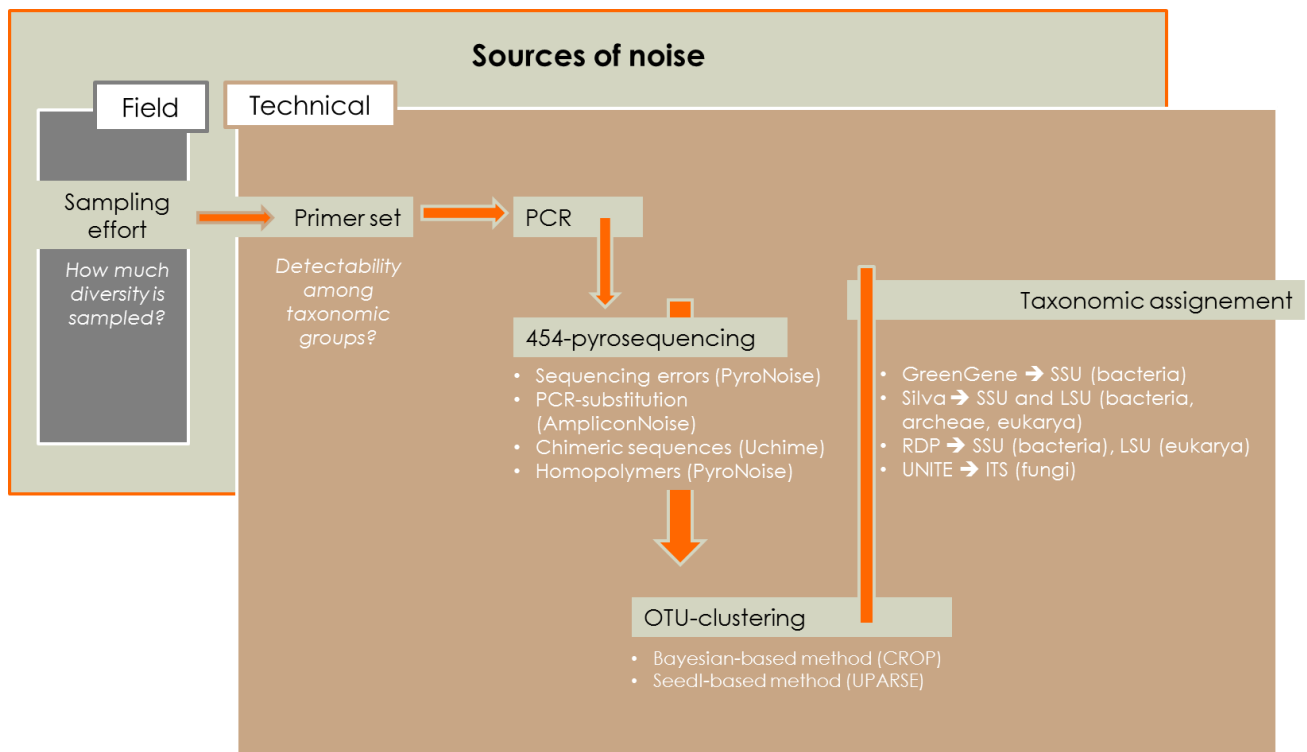 Sources of noise
Field
Technical
Sampling
effort
How much
diversity is
sampled?
Primer set
Detectability
among
taxonomic
groups?
PCR
454-pyrosequencing
• Sequencing errors (PyroNoise)
• PCR-substitution
(AmpliconNoise)
• Chimeric sequences (Uchime)
• Homopolymers (PyroNoise)
OTU-clustering
• Bayesian-based method (CROP)
• Seedl-based method (UPARSE)
Taxonomic assignement
• GreenGene ➔ SSU (bacteria)
• Silva ➔ SSU and LSU (bacteria,
archeae, eukarya)
• RDP ➔ SSU (bacteria), LSU (eukarya)
• UNITE ➔ ITS (fungi)